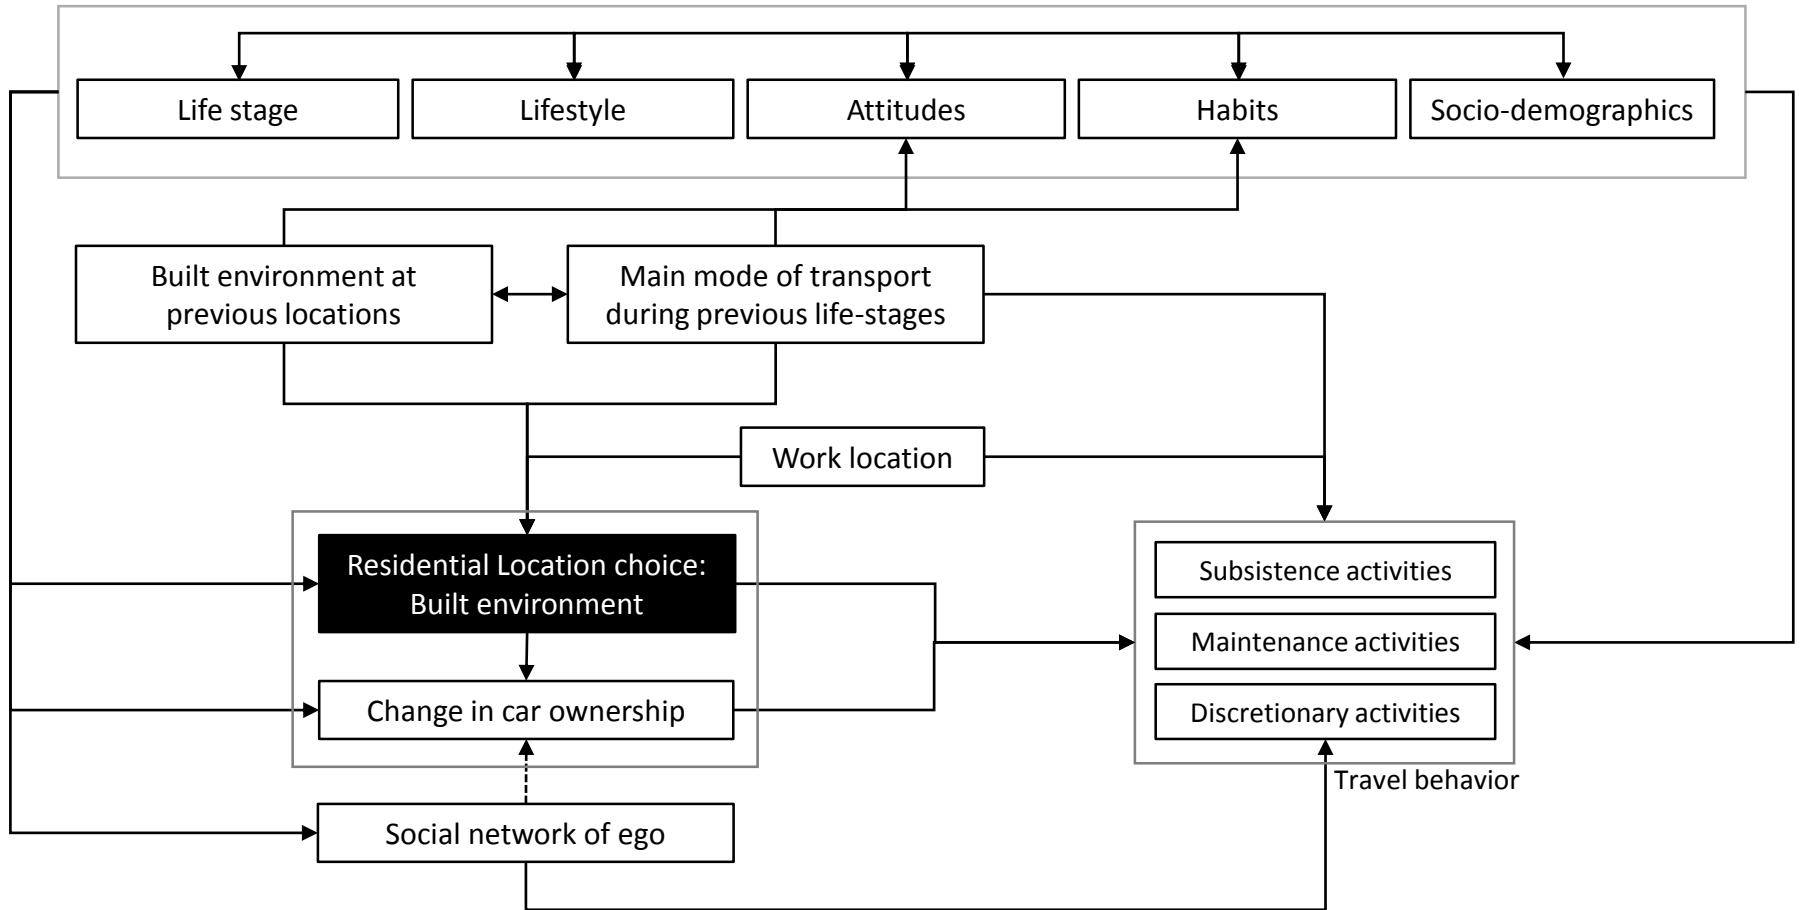 Life stage
Lifestyle
Attitudes
Habits
Socio-demographics
Built environment at
previous locations
Main mode of transport
during previous life-stages
Work location
Residential Location choice:
Built environment
Change in car ownership
Social network of ego
Subsistence activities
Maintenance activities
Discretionary activities
Travel behavior